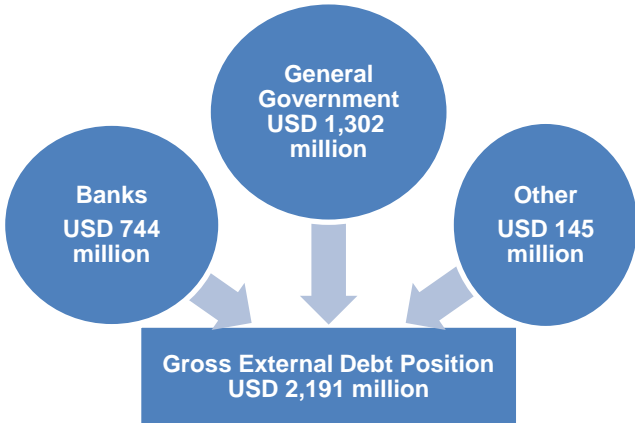 General
Government
USD 1,302
million
Banks
USD 744
million
Other
USD 145
million
Gross External Debt Position
USD 2,191 million